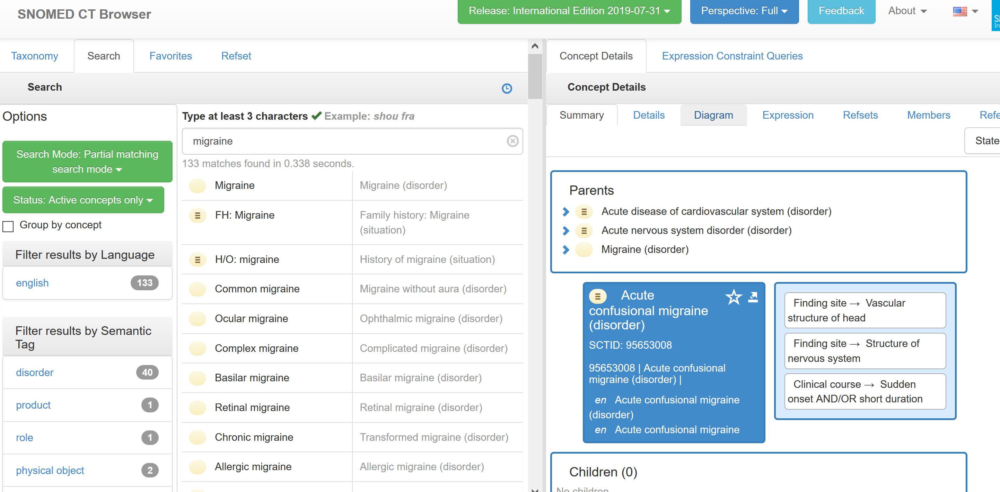 SNOMED CT Browser
Release: International Edition 2019-07-31
Perspective: Full
Feedback
About
Taxonomy
Search
Favorites
Refset
Search
Options
Search Mode: Partial matching
search mode
Status: Active concepts only
Group by concept
Filter results by Language
english 133
Filter results by Semantic
Tag
disorder 40
product 1
role 1
physical object 2
Type at least 3 characters Example: shou fra
migraine
133 matches found in 0.338 seconds.
Migraine
Migraine (disorder)
FH: Migraine
Family history: Migraine
(situation)
H/O: migraine
History of migraine (situation)
Common migraine
Migraine without aura (disorder)
Ocular migraine
Ophthalmic migraine (disorder)
Complex migraine
Complicated migraine (disorder)
Basilar migraine
Basilar migraine (disorder)
Retinal migraine
Retinal migraine (disorder)
Chronic migraine
Transformed migraine (disorder)
Allergic migraine
Allergic migraine (disorder)
Concept Details
Expression Constraint Queries
Concept Details
Summary
Details
Diagram
Expression
Refsets
Members
Refe
State
Parents
Acute disease of cardiovascular system (disorder)
Acute nervous system disorder (disorder)
Migraine (disorder)
Acute
confusional migraine
(disorder)
SCTID: 95653008
95653008 | Acute confusional
migraine (disorder) |
en Acute confusional migraine
(disorder)
en Acute confusional migraine
Finding site → Vascular
structure of head
Finding site → Structure of
nervous system
Clinical course → Sudden
onset AND/OR short duration
Children (0)
No children